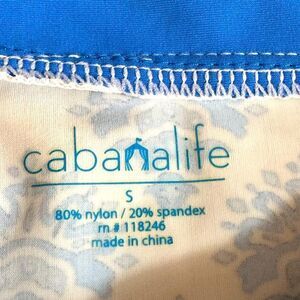 cabanalife
S
80% nylon / 20% spandex
rn # 118246
made in china